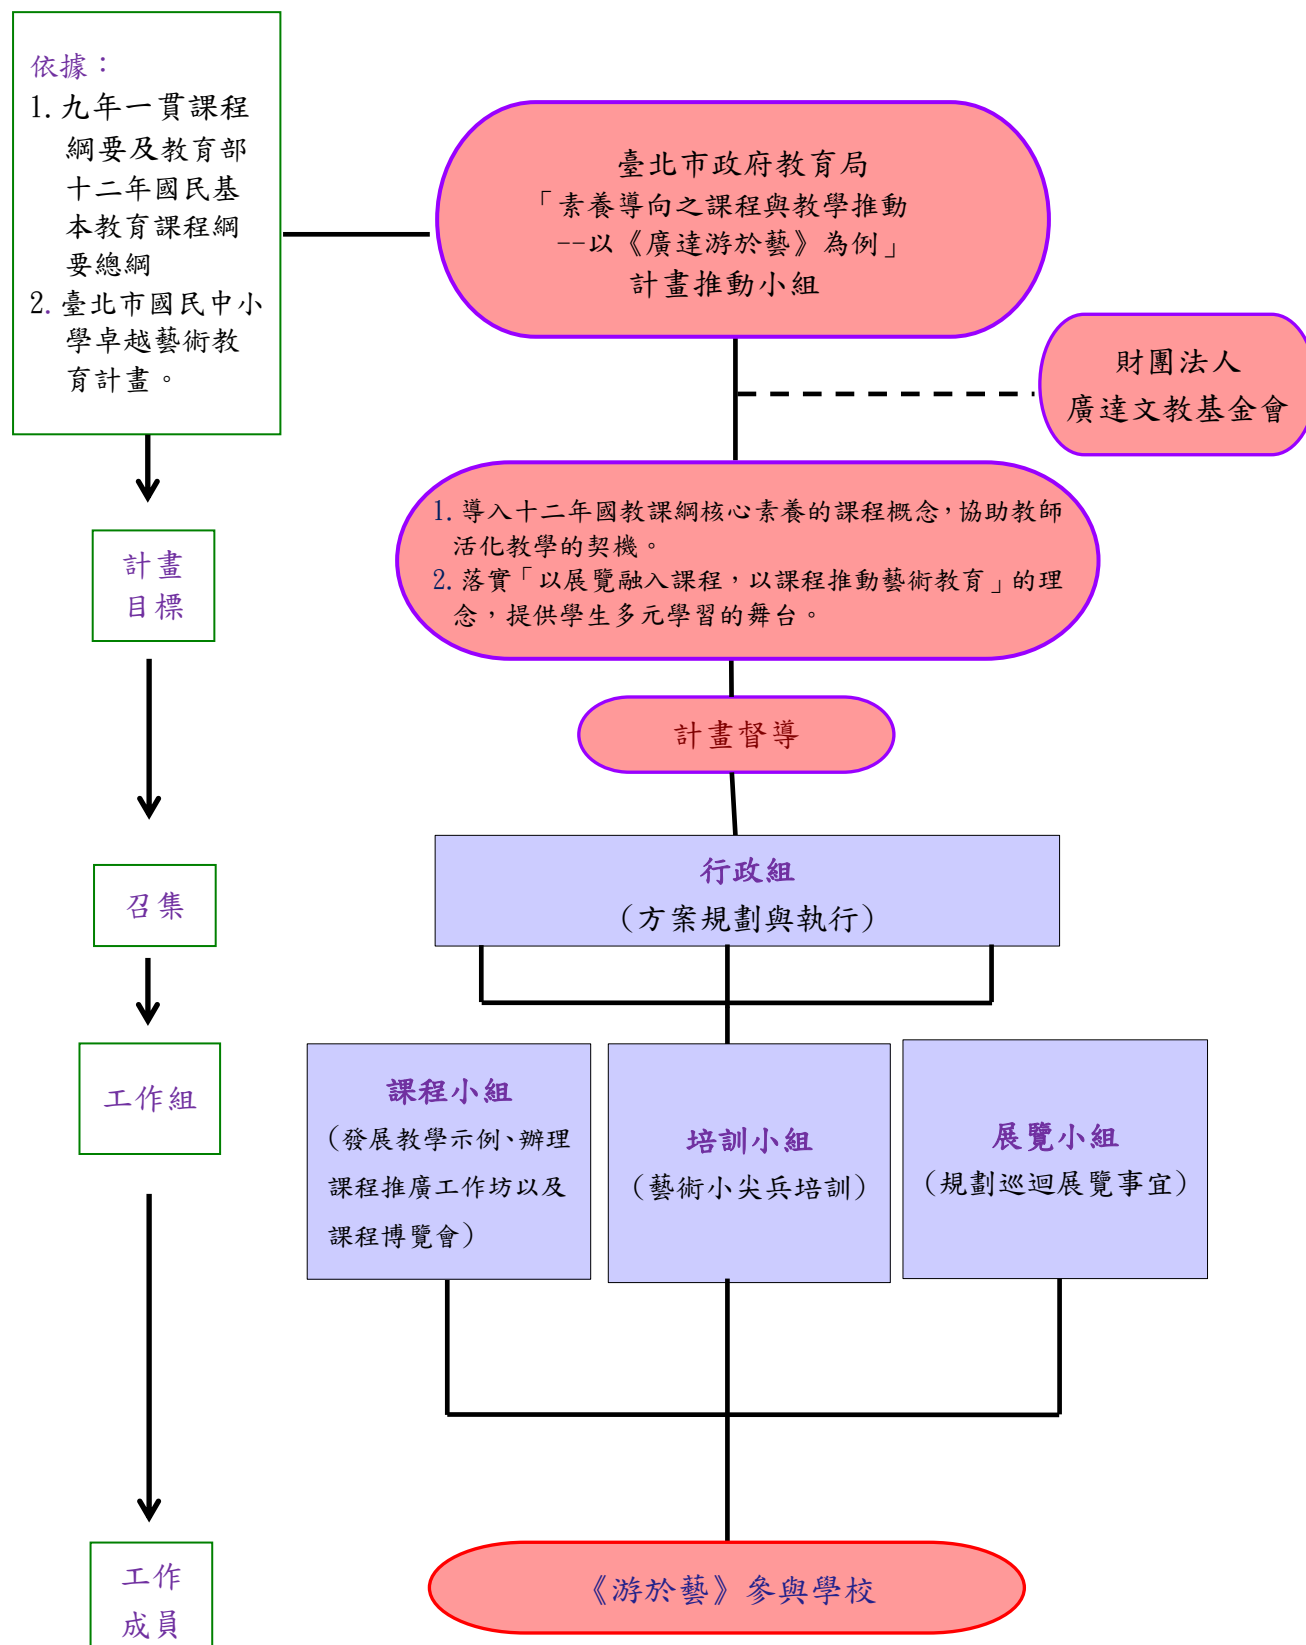 依據：
1. 九年一貫課程
綱要及教育部
十二年國民基
本教育課程綱
要總綱
2. 臺北市國民中小
學卓越藝術教
育計畫。
臺北市政府教育局
「素養導向之課程與教學推動
--以《廣達游於藝》為例」
計畫推動小組
財團法人
廣達文教基金會
計畫
目標
1. 導入十二年國教課綱核心素養的課程概念，協助教師
活化教學的契機。
2. 落實「以展覽融入課程，以課程推動藝術教育」的理
念，提供學生多元學習的舞台。
計畫督導
召集
行政組
（方案規劃與執行）
工作組
課程小組
（發展教學示例、辦理
課程推廣工作坊以及
課程博覽會）
培訓小組
（藝術小尖兵培訓）
展覽小組
（規劃巡迴展覽事宜）
工作
成員
《游於藝》參與學校